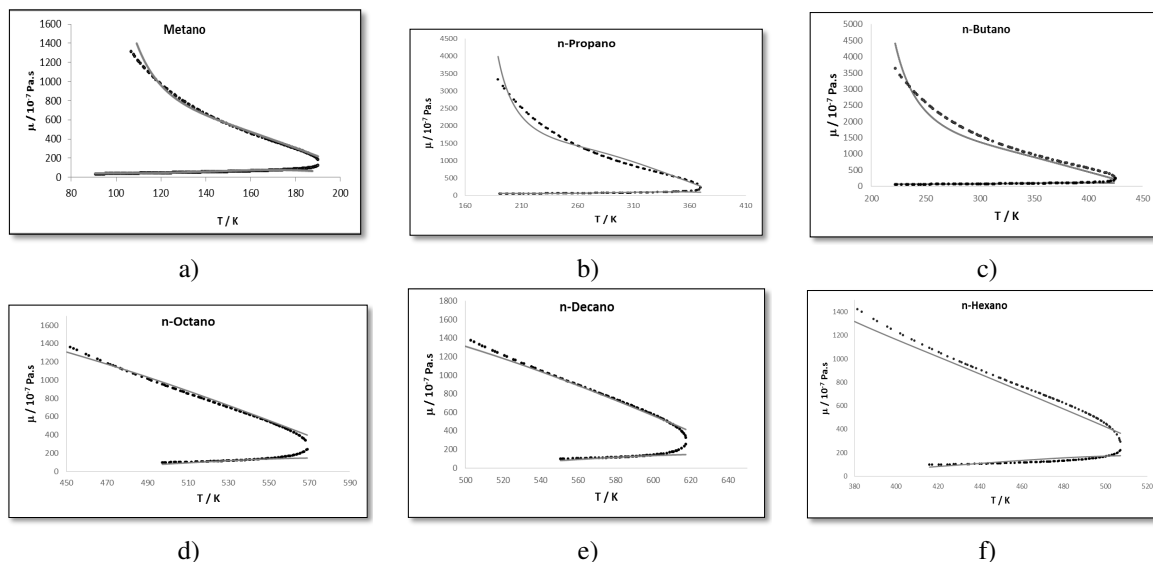 Metano
μ / 10⁻⁷ Pa.s
1600
1400
1200
1000
800
600
400
200
0
80 100 120 140 160 180 200
T / K
a)
n-Propano
μ / 10⁻⁷ Pa.s
4500
4000
3500
3000
2500
2000
1500
1000
500
0
160 210 260 310 360 410
T / K
b)
n-Butano
μ / 10⁻⁷ Pa.s
5000
4500
4000
3500
3000
2500
2000
1500
1000
500
0
200 250 300 350 400 450
T / K
c)
n-Octano
μ / 10⁻⁷ Pa.s
1600
1400
1200
1000
800
600
400
200
0
450 470 490 510 530 550 570 590
T / K
d)
n-Decano
μ / 10⁻⁷ Pa.s
1800
1600
1400
1200
1000
800
600
400
200
0
500 520 540 560 580 600 620 640
T / K
e)
n-Hexano
μ / 10⁻⁷ Pa.s
1400
1200
1000
800
600
400
200
0
380 400 420 440 460 480 500 520
T / K
f)